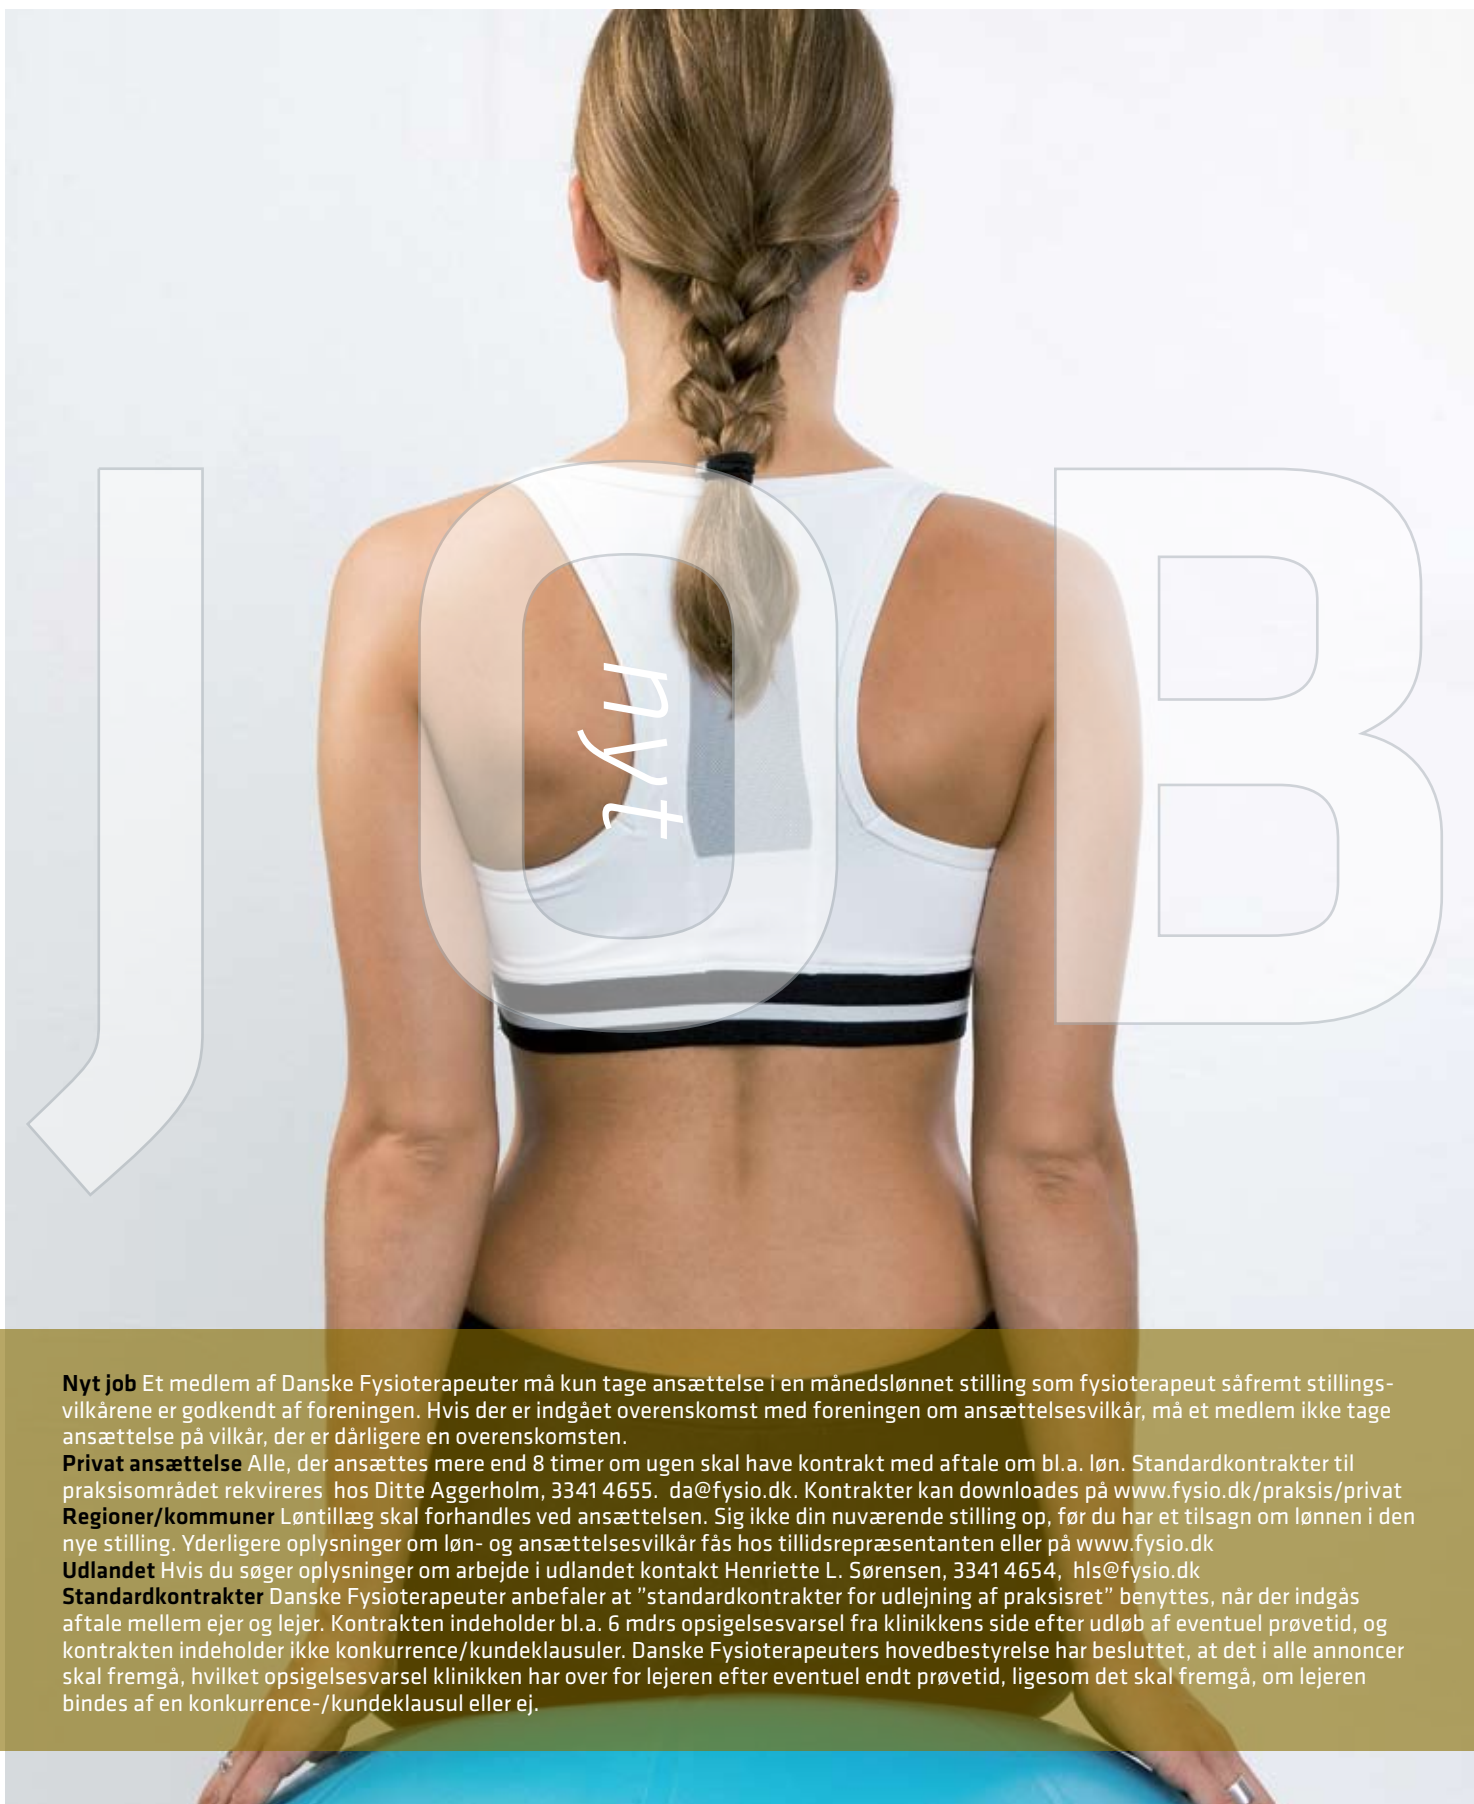 JOB
nyt
Nyt job Et medlem af Danske Fysioterapeuter må kun tage ansættelse i en månedslønnet stilling som fysioterapeut såfremt stillings-
vilkårene er godkendt af foreningen. Hvis der er indgået overenskomst med foreningen om ansættelsesvilkår, må et medlem ikke tage
ansættelse på vilkår, der er dårligere en overenskomsten.
Privat ansættelse Alle, der ansættes mere end 8 timer om ugen skal have kontrakt med aftale om bl.a. løn. Standardkontrakter til
praksisområdet rekvireres hos Ditte Aggerholm, 3341 4655. da@fysio.dk. Kontrakter kan downloades på www.fysio.dk/praksis/privat
Regioner/kommuner Løntillæg skal forhandles ved ansættelsen. Sig ikke din nuværende stilling op, før du har et tilsagn om lønnen i den
nye stilling. Yderligere oplysninger om løn- og ansættelsesvilkår fås hos tillidsrepræsentanten eller på www.fysio.dk
Udlandet Hvis du søger oplysninger om arbejde i udlandet kontakt Henriette L. Sørensen, 3341 4654, hls@fysio.dk
Standardkontrakter Danske Fysioterapeuter anbefaler at ”standardkontrakter for udlejning af praksisret” benyttes, når der indgås
aftale mellem ejer og lejer. Kontrakten indeholder bl.a. 6 mdrs opsigelsesvarsel fra klinikkens side efter udløb af eventuel prøvetid, og
kontrakten indeholder ikke konkurrence/kundeklausuler. Danske Fysioterapeuters hovedbestyrelse har besluttet, at det i alle annoncer
skal fremgå, hvilket opsigelsesvarsel klinikken har over for lejeren efter eventuel endt prøvetid, ligesom det skal fremgå, om lejeren
bindes af en konkurrence-/kundeklausul eller ej.